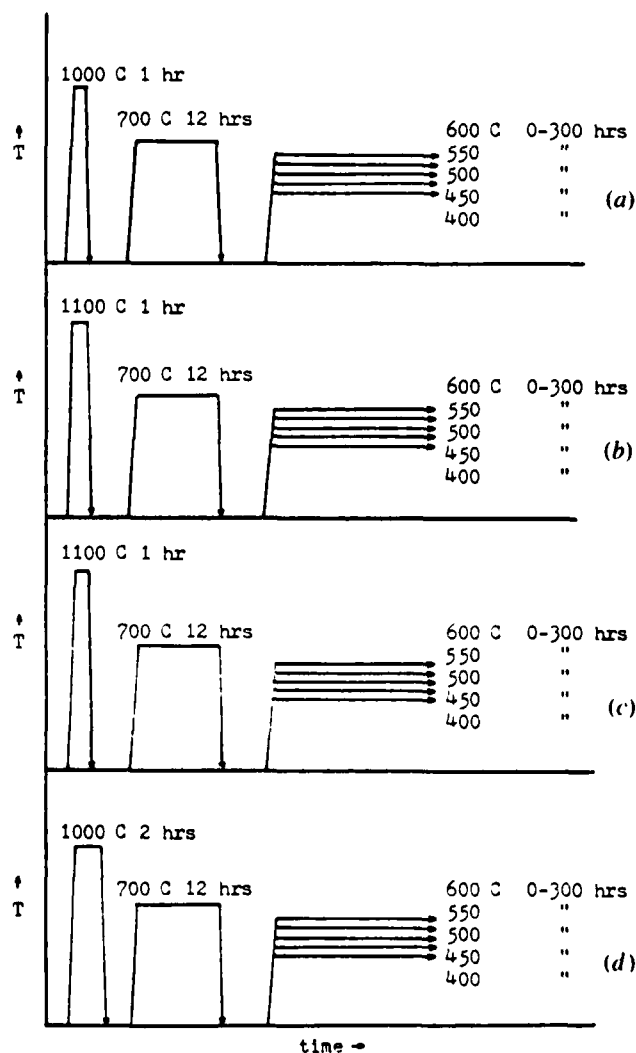 1000 C 1 hr
700 C 12 hrs
600 C 0-300 hrs
550 "
500 "
450 "
400 "
↑
T
(a)
1100 C 1 hr
700 C 12 hrs
600 C 0-300 hrs
550 "
500 "
450 "
400 "
↑
T
(b)
1100 C 1 hr
700 C 12 hrs
600 C 0-300 hrs
550 "
500 "
450 "
400 "
↑
T
(c)
1000 C 2 hrs
700 C 12 hrs
600 C 0-300 hrs
550 "
500 "
450 "
400 "
↑
T
(d)
time →